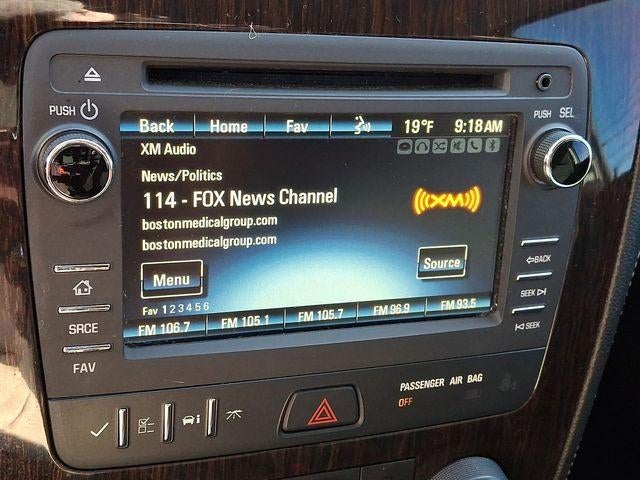 PUSH
PUSH SEL
Back Home Fav 19°F 9:18AM
XM Audio
News/Politics
114 - FOX News Channel
XM
bostonmedicalgroup.com
bostonmedicalgroup.com
Menu
Source
Fav 1 2 3 4 5 6
FM 106.7 FM 105.1 FM 105.7 FM 96.9 FM 93.5
SRCE
FAV
BACK
SEEK
SEEK
PASSENGER AIR BAG
OFF